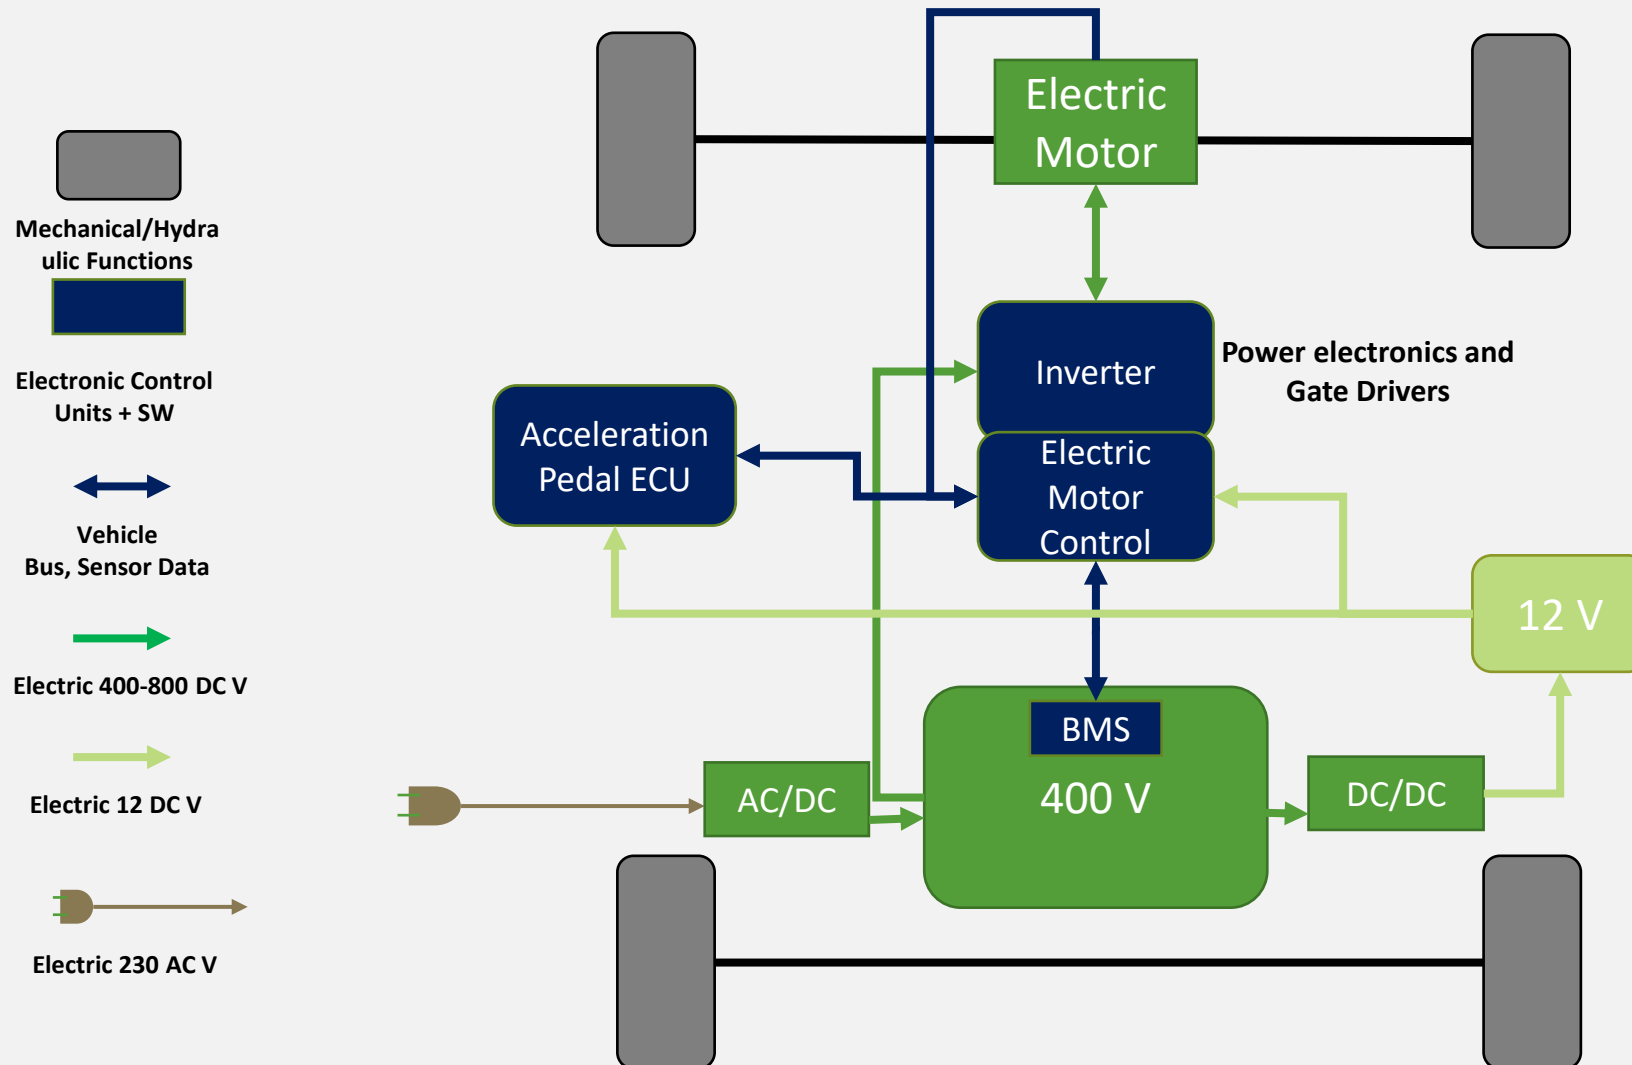 Mechanical/Hydra
ulic Functions
Electronic Control
Units + SW
Vehicle
Bus, Sensor Data
Electric 400-800 DC V
Electric 12 DC V
Electric 230 AC V
Electric
Motor
Inverter
Power electronics and
Gate Drivers
Acceleration
Pedal ECU
Electric
Motor
Control
12 V
BMS
400 V
AC/DC
DC/DC